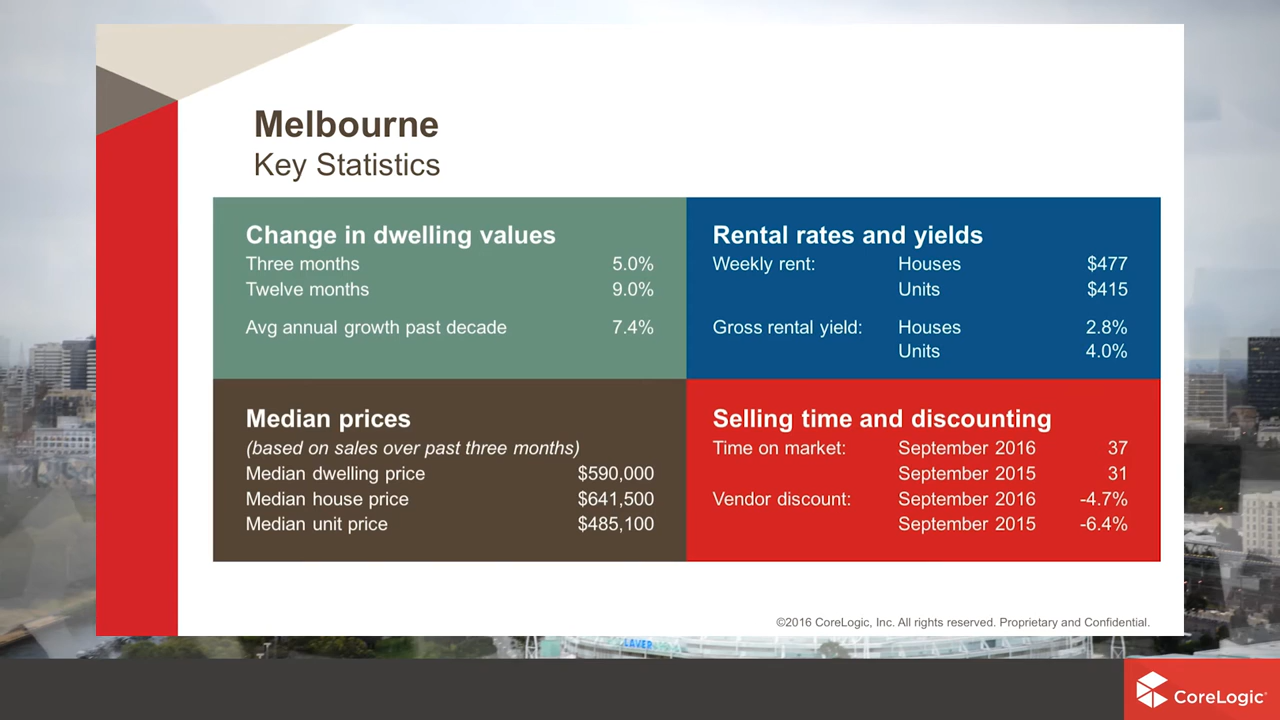 Melbourne
Key Statistics
Change in dwelling values
Three months 5.0%
Twelve months 9.0%
Avg annual growth past decade 7.4%
Rental rates and yields
Weekly rent: Houses $477
Units $415
Gross rental yield: Houses 2.8%
Units 4.0%
Median prices
(based on sales over past three months)
Median dwelling price $590,000
Median house price $641,500
Median unit price $485,100
Selling time and discounting
Time on market: September 2016 37
September 2015 31
Vendor discount: September 2016 -4.7%
September 2015 -6.4%
©2016 CoreLogic, Inc. All rights reserved. Proprietary and Confidential.
LAVER
CoreLogic